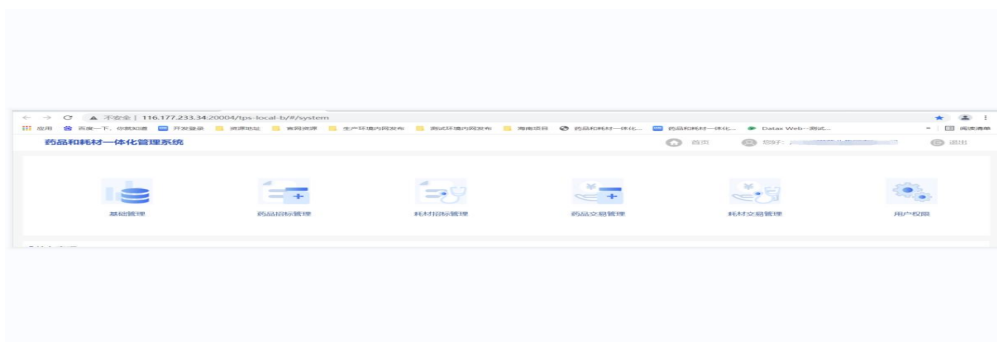 不安全 | 116.177.233.34:20004/tps-local-b/#/system
应用 百度一下，你就知道 开发登录 资源地址 官网资源 生产环境内网发布 测试环境内网发布 海南项目 药品和耗材一体化... 药品和耗材一体化... Datax Web--测试... 阅读清单
药品和耗材一体化管理系统 首页 您好： 退出
基础管理 药品招标管理 耗材招标管理 药品交易管理 耗材交易管理 用户权限